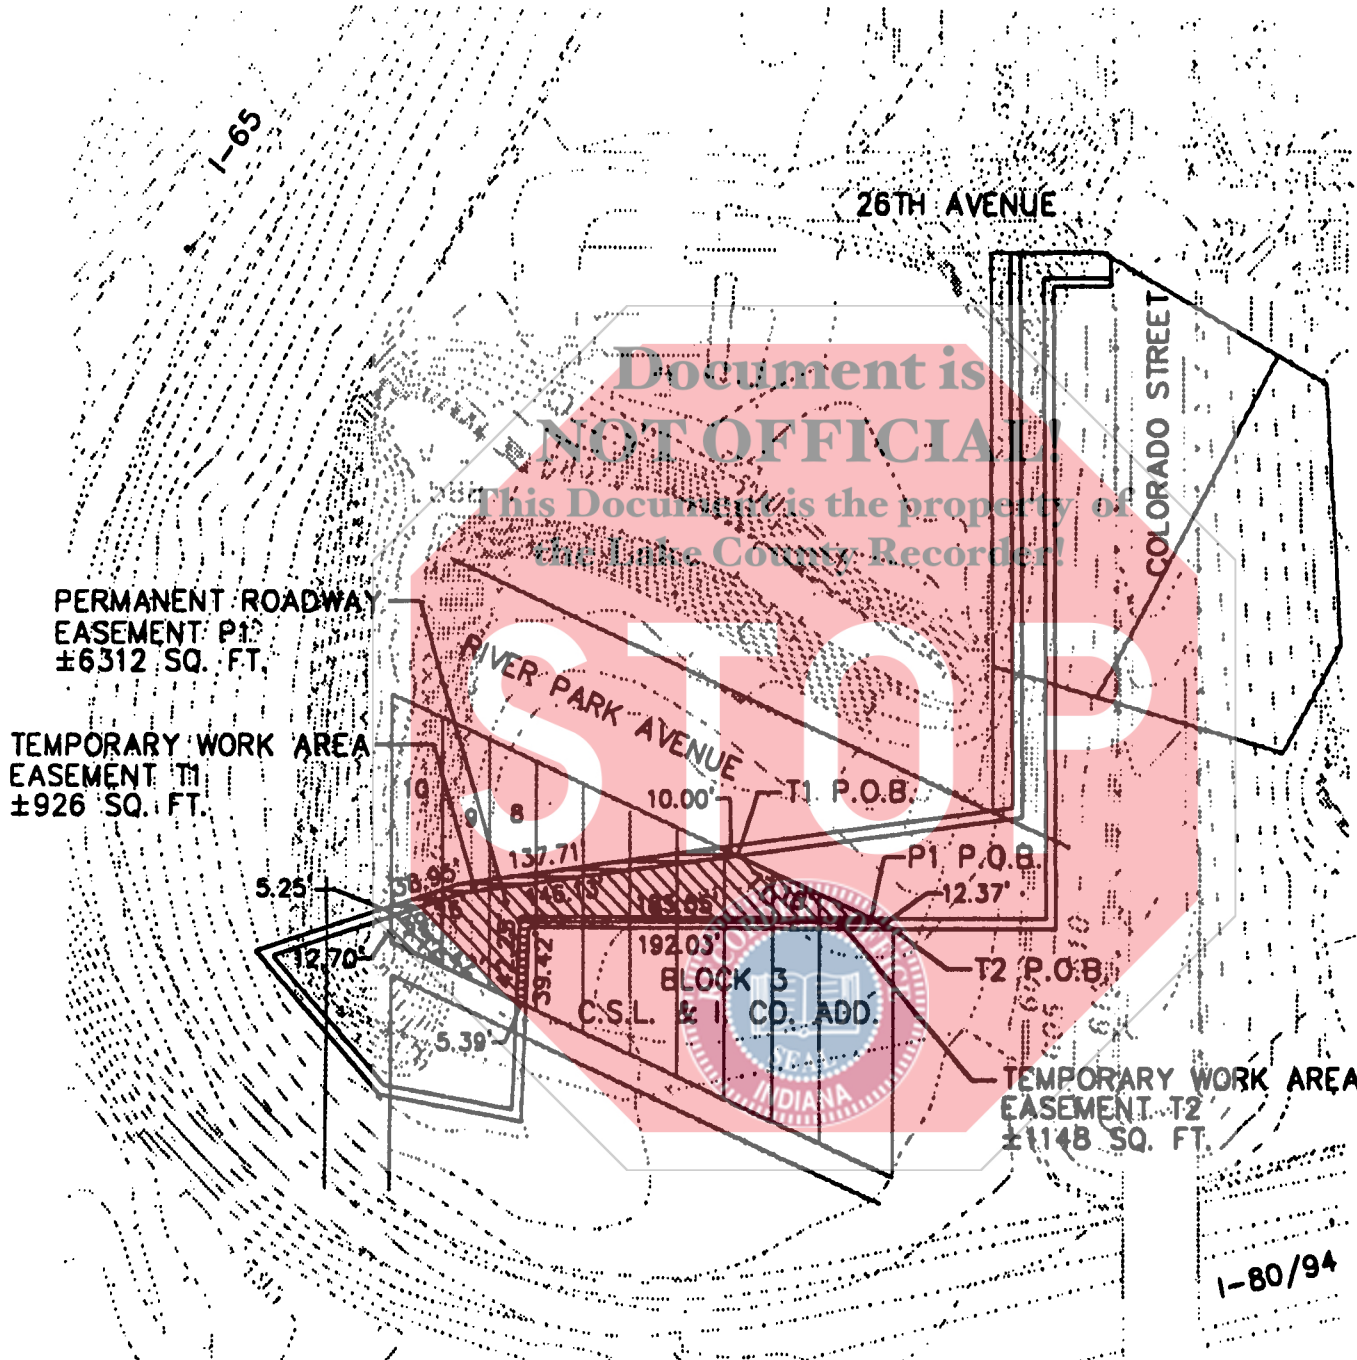 I-65
26TH AVENUE
COLORADO STREET
Document is
NOT OFFICIAL!
This Document is the property of
the Lake County Recorder!
STOP
PERMANENT ROADWAY
EASEMENT P1
±6312 SQ. FT.
RIVER PARK AVENUE
TEMPORARY WORK AREA
EASEMENT T1
±926 SQ. FT.
10
9
8
10.00'
T1 P.O.B.
137.71
P1 P.O.B.
12.37'
5.25'
192.03'
12.70'
39.42
T2 P.O.B.
BLOCK 3
C.S.L. & I. CO. ADD.
5.39'
RECORDER'S OFFICE
SEAL
INDIANA
TEMPORARY WORK AREA
EASEMENT T2
±1148 SQ. FT.
I-80/94